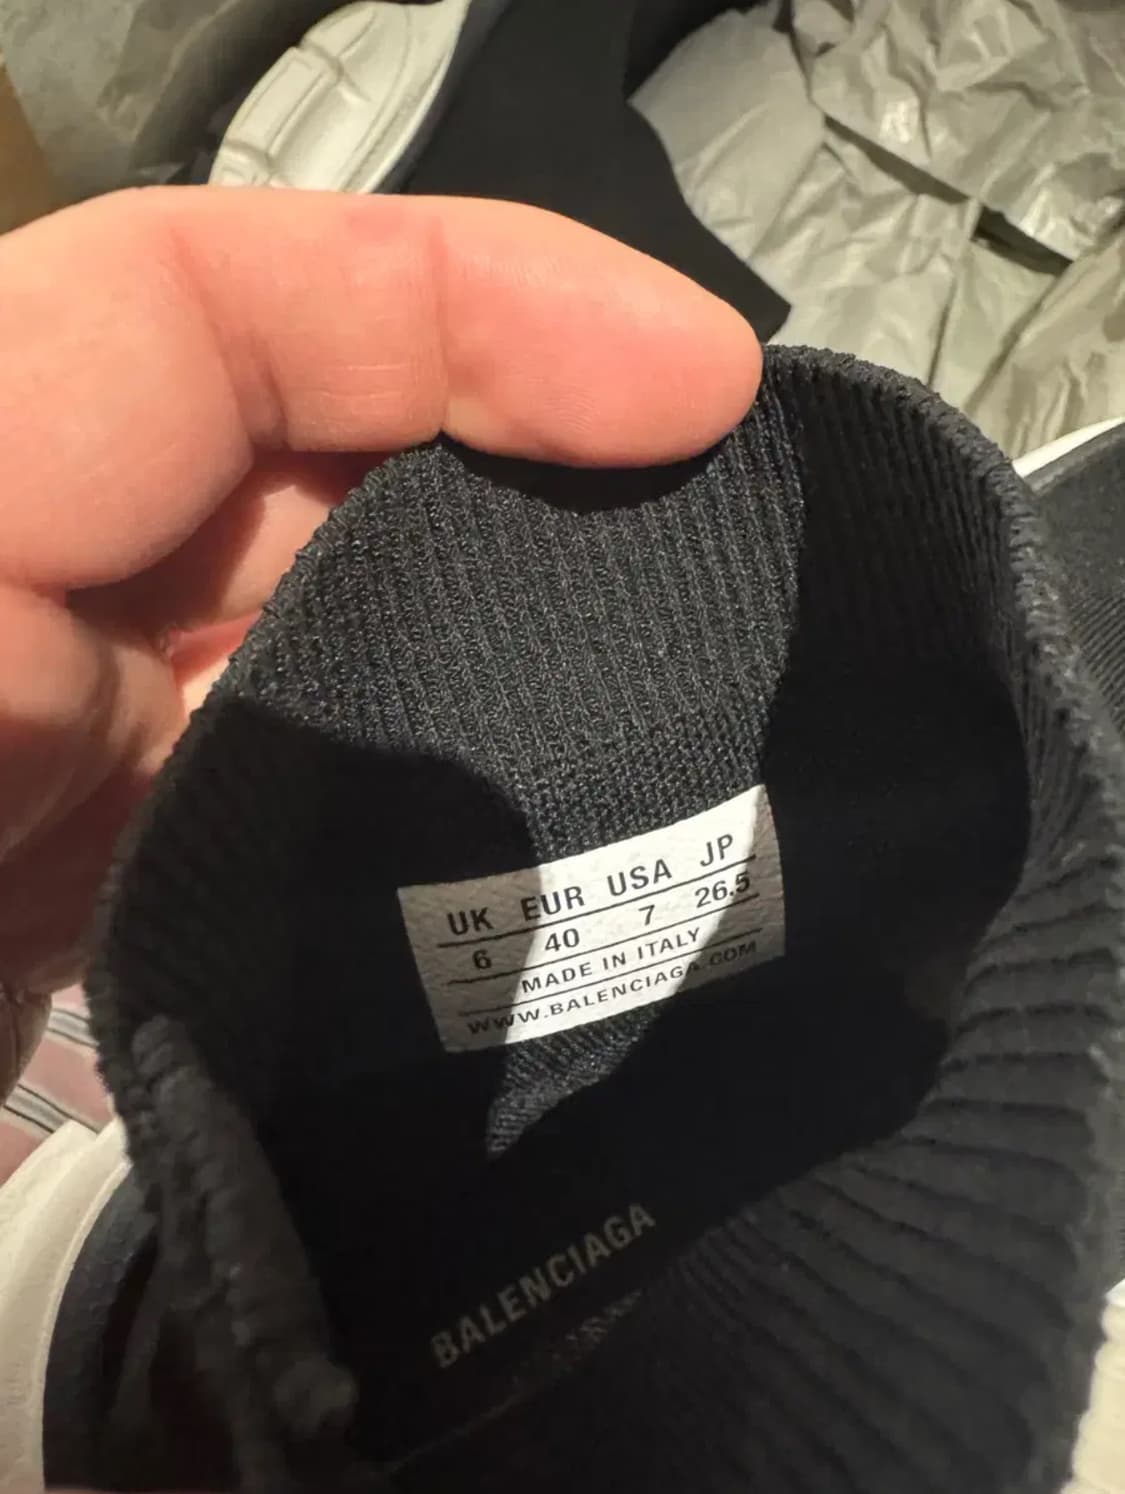 UK EUR USA JP
6 40 7 26.5
MADE IN ITALY
WWW.BALENCIAGA.COM
BALENCIAGA